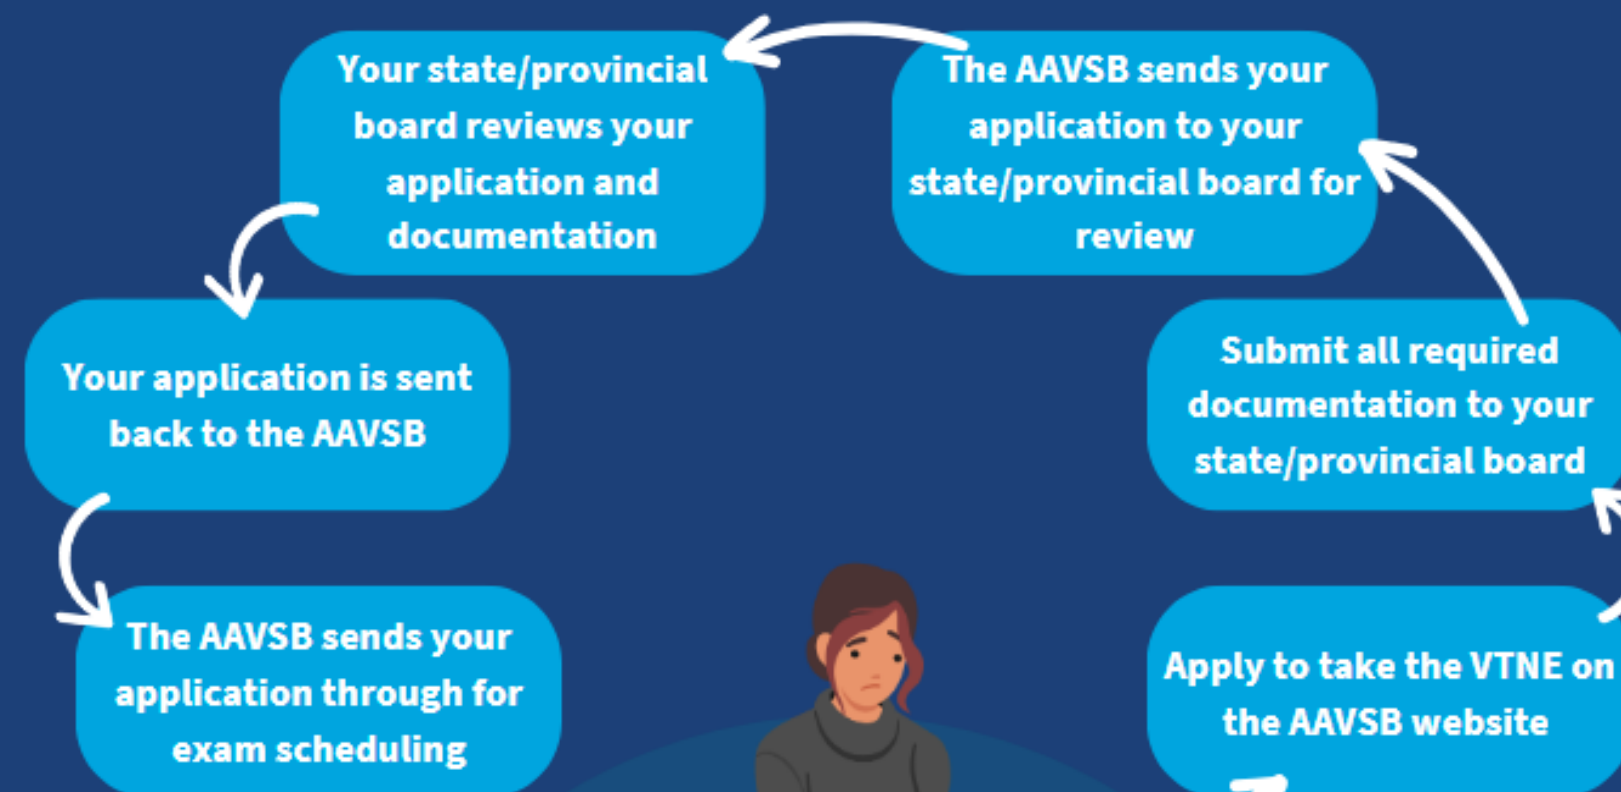 Your state/provincial
board reviews your
application and
documentation
The AAVSB sends your
application to your
state/provincial board for
review
Your application is sent
back to the AAVSB
Submit all required
documentation to your
state/provincial board
The AAVSB sends your
application through for
exam scheduling
Apply to take the VTNE on
the AAVSB website